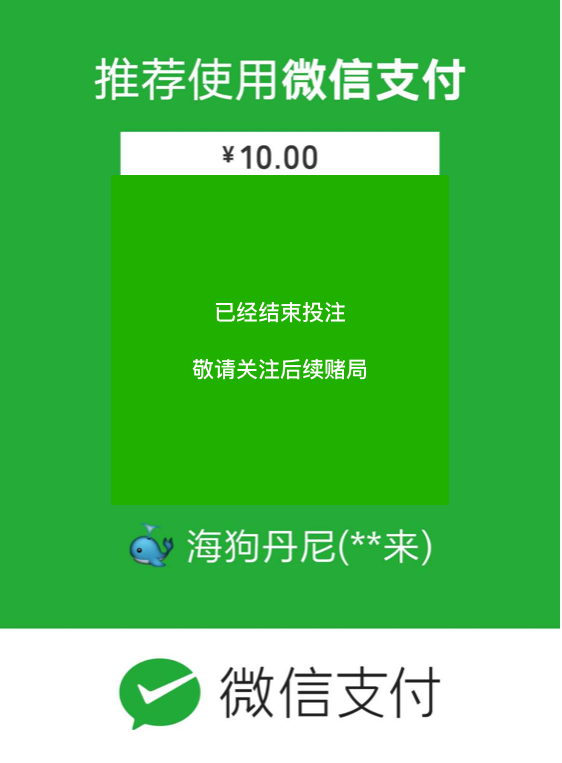 推荐使用微信支付
¥10.00
已经结束投注
敬请关注后续赌局
海狗丹尼(**来)
微信支付